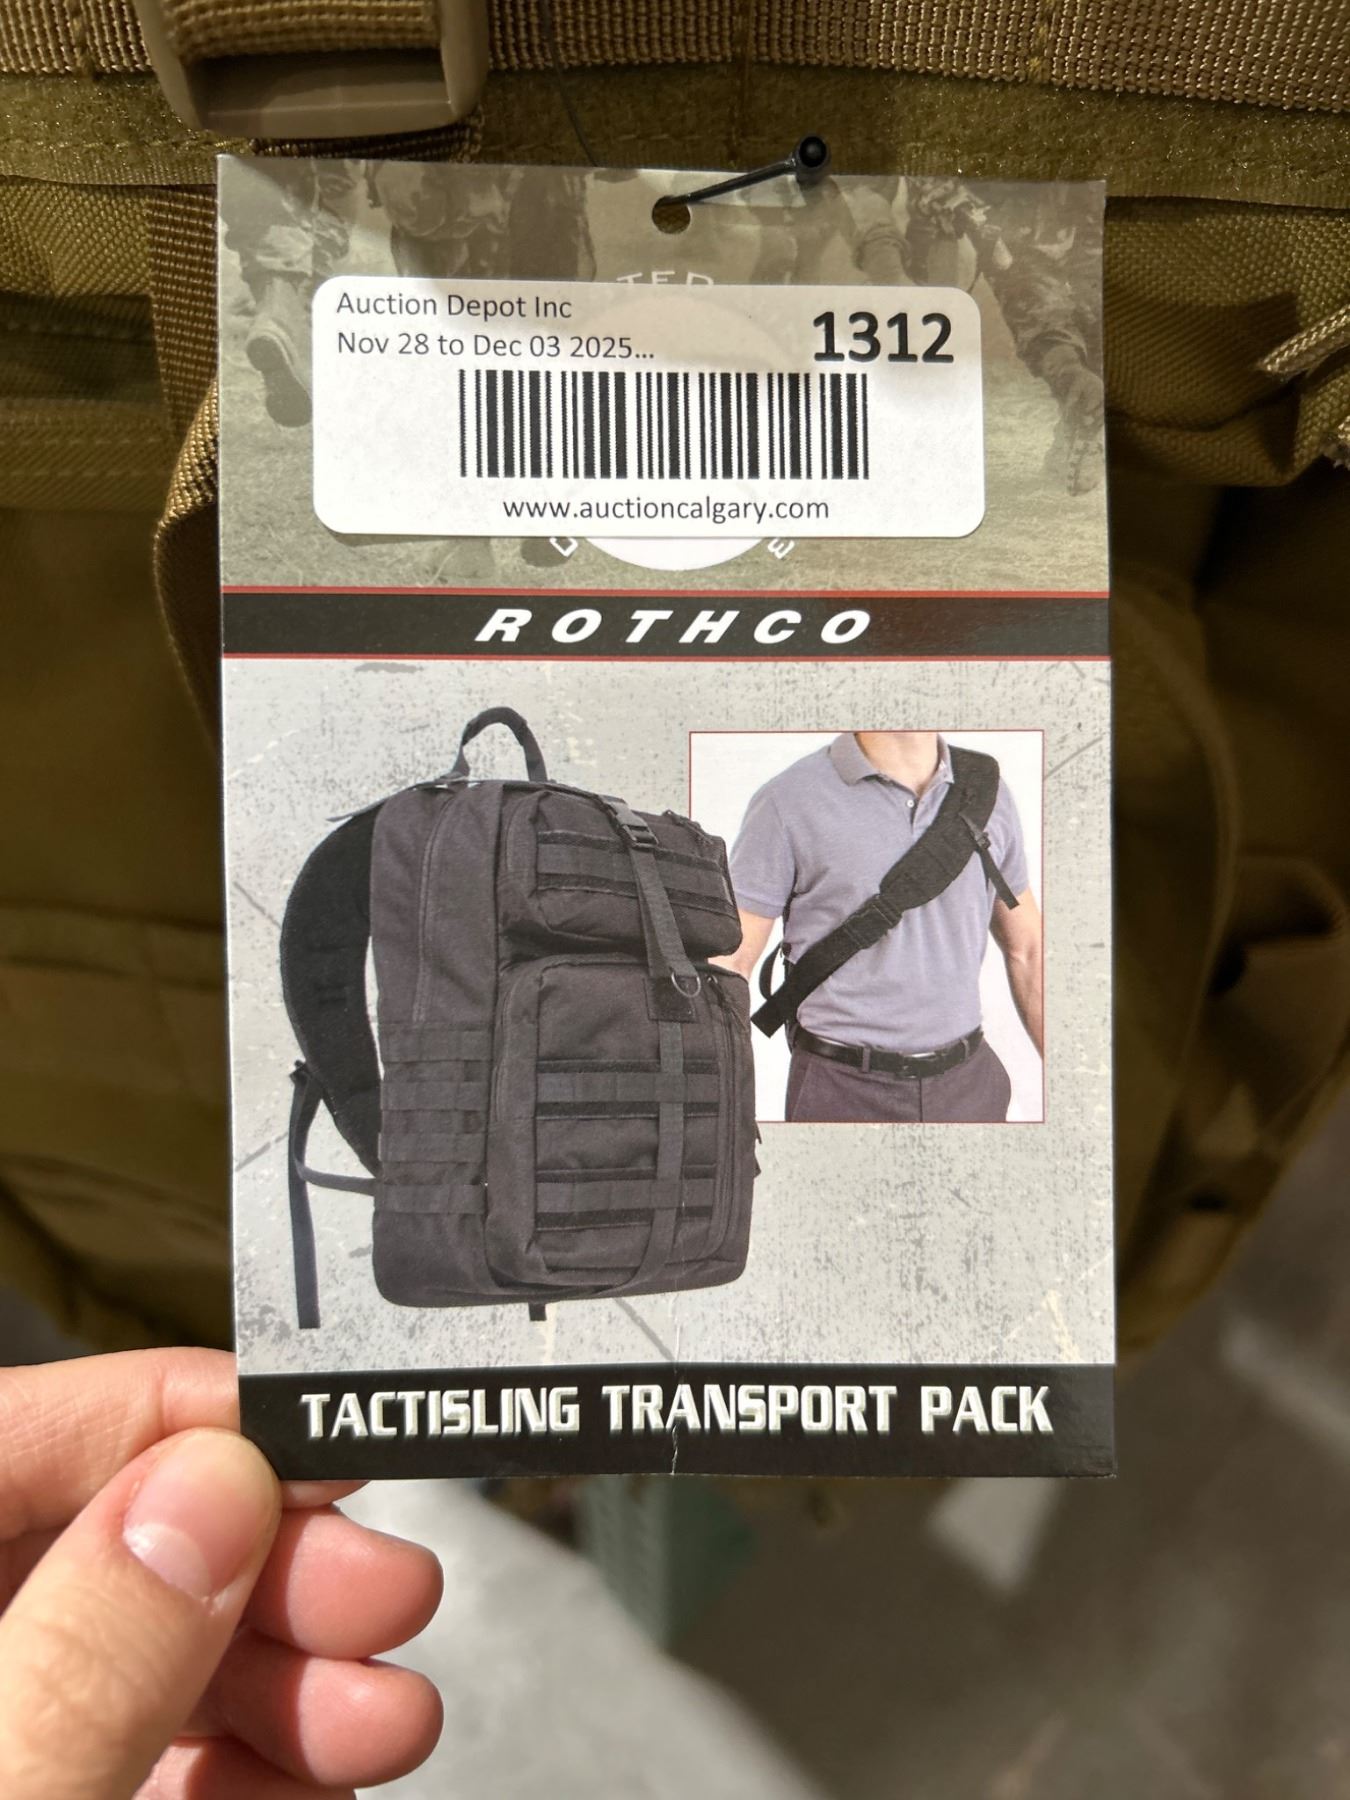 Auction Depot Inc
Nov 28 to Dec 03 2025...
1312
www.auctioncalgary.com
ROTHCO
TACTISLING TRANSPORT PACK